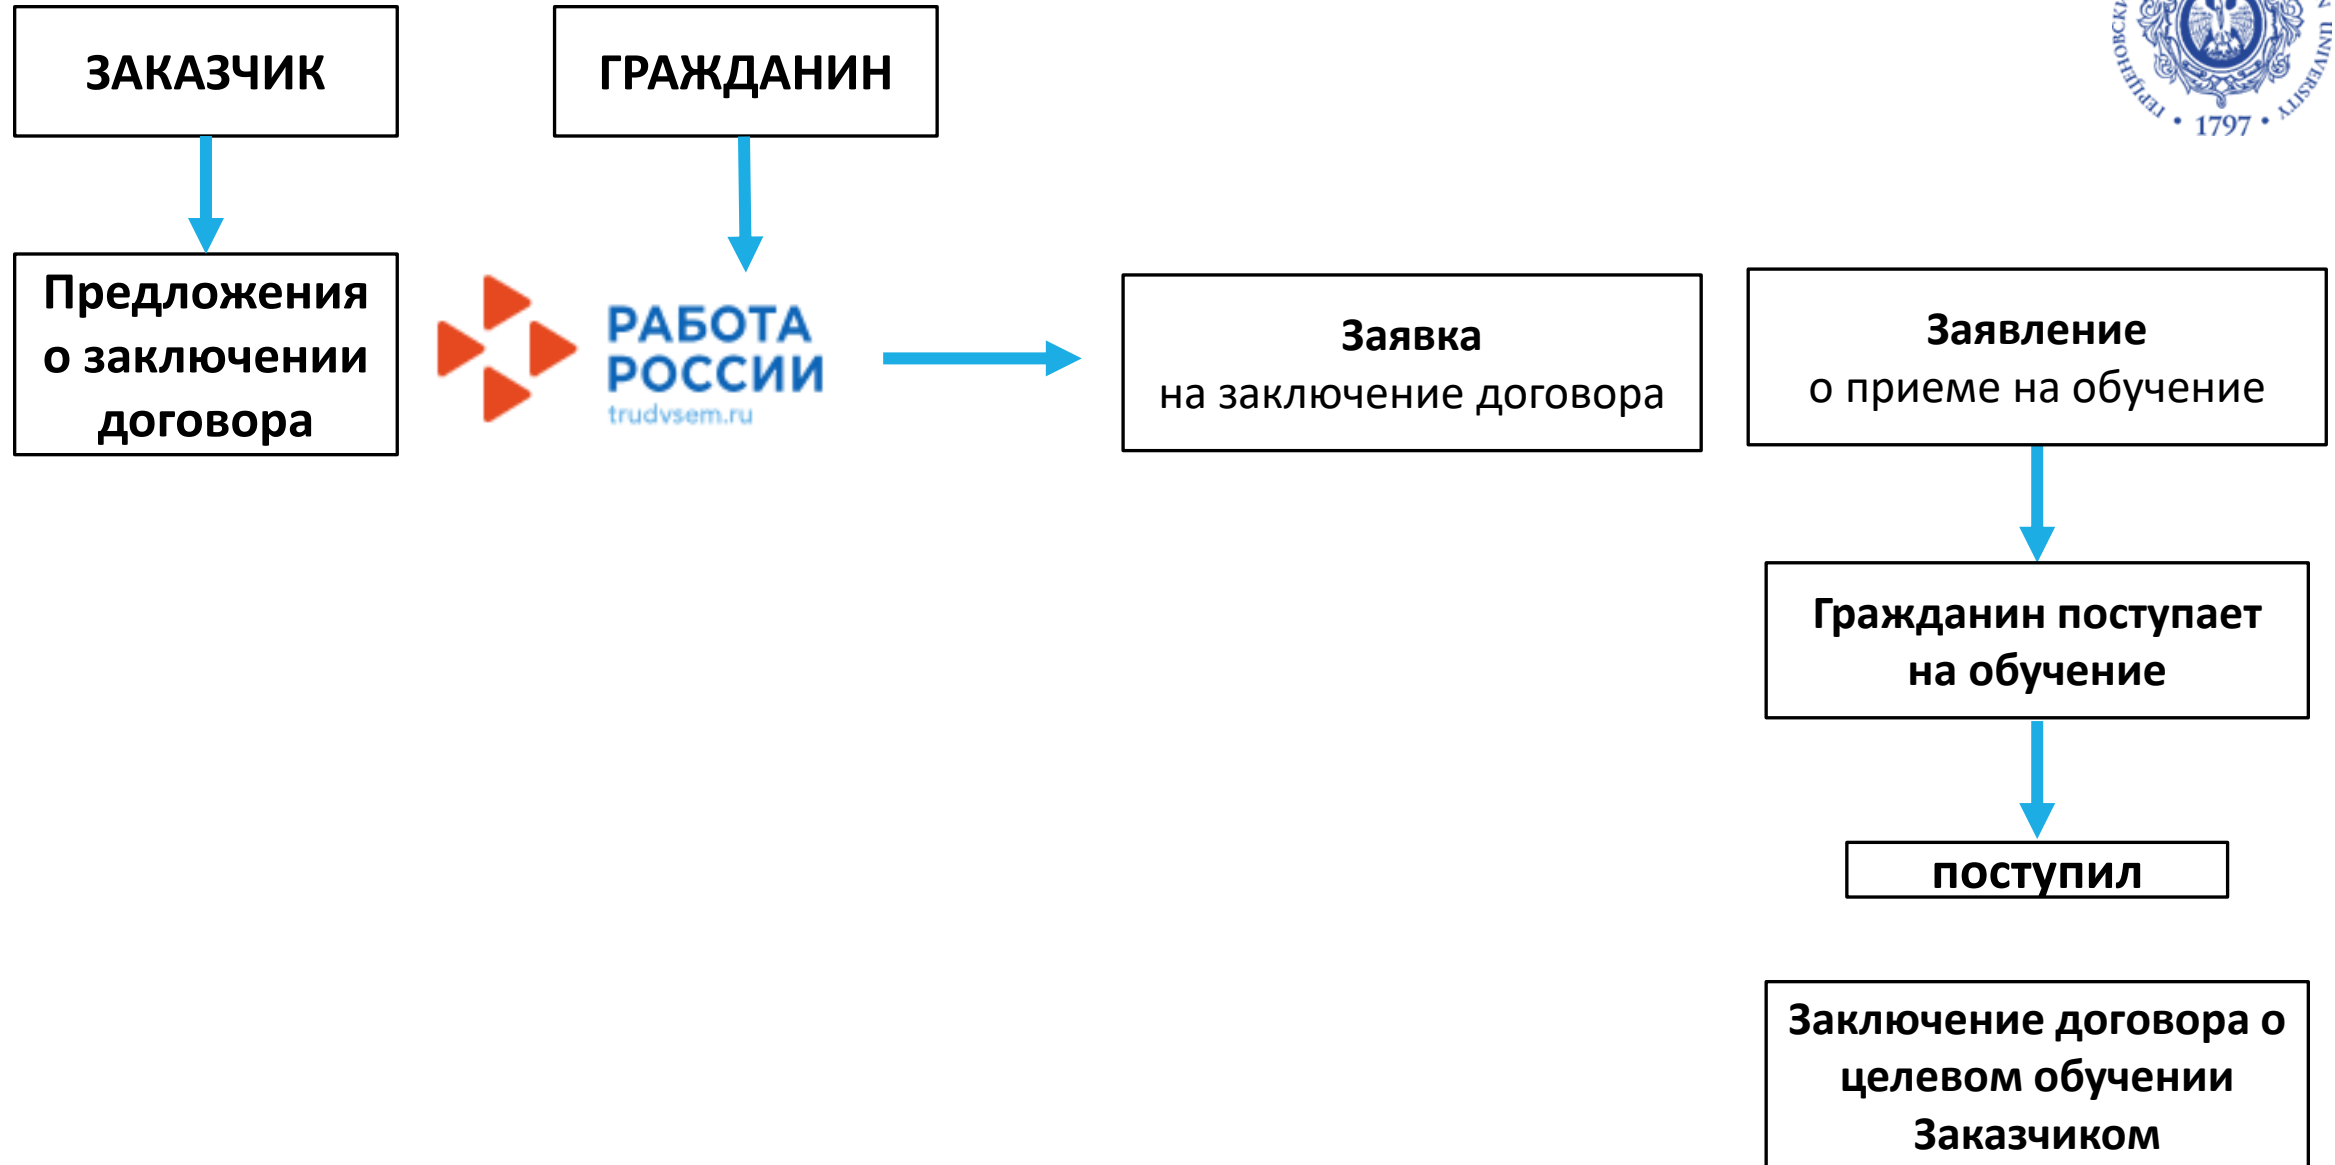 ЗАКАЗЧИК
ГРАЖДАНИН
Предложения
о заключении
договора
РАБОТА
РОССИИ
trudvsem.ru
Заявка
на заключение договора
Заявление
о приеме на обучение
Гражданин поступает
на обучение
поступил
Заключение договора о
целевом обучении
Заказчиком
• 1797 •
UNIVERSITY